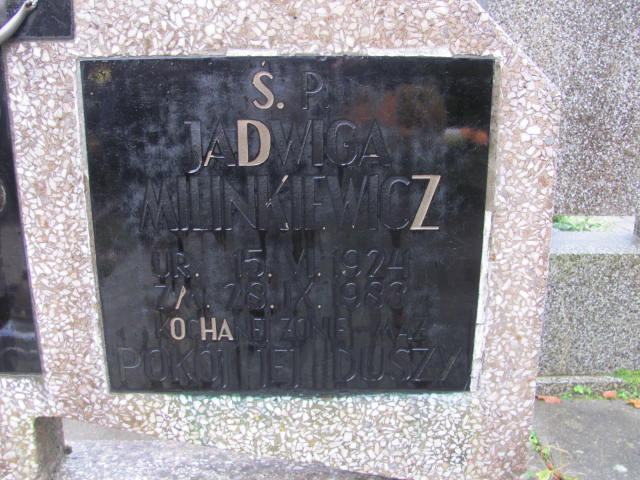 Ś. P.
JADWIGA
MILINKIEWICZ
UR. 15. VI. 1924
ZM. 28. IX. 1983
KOCHANEJ ŻONIE MĄŻ
POKÓJ JEJ DUSZY